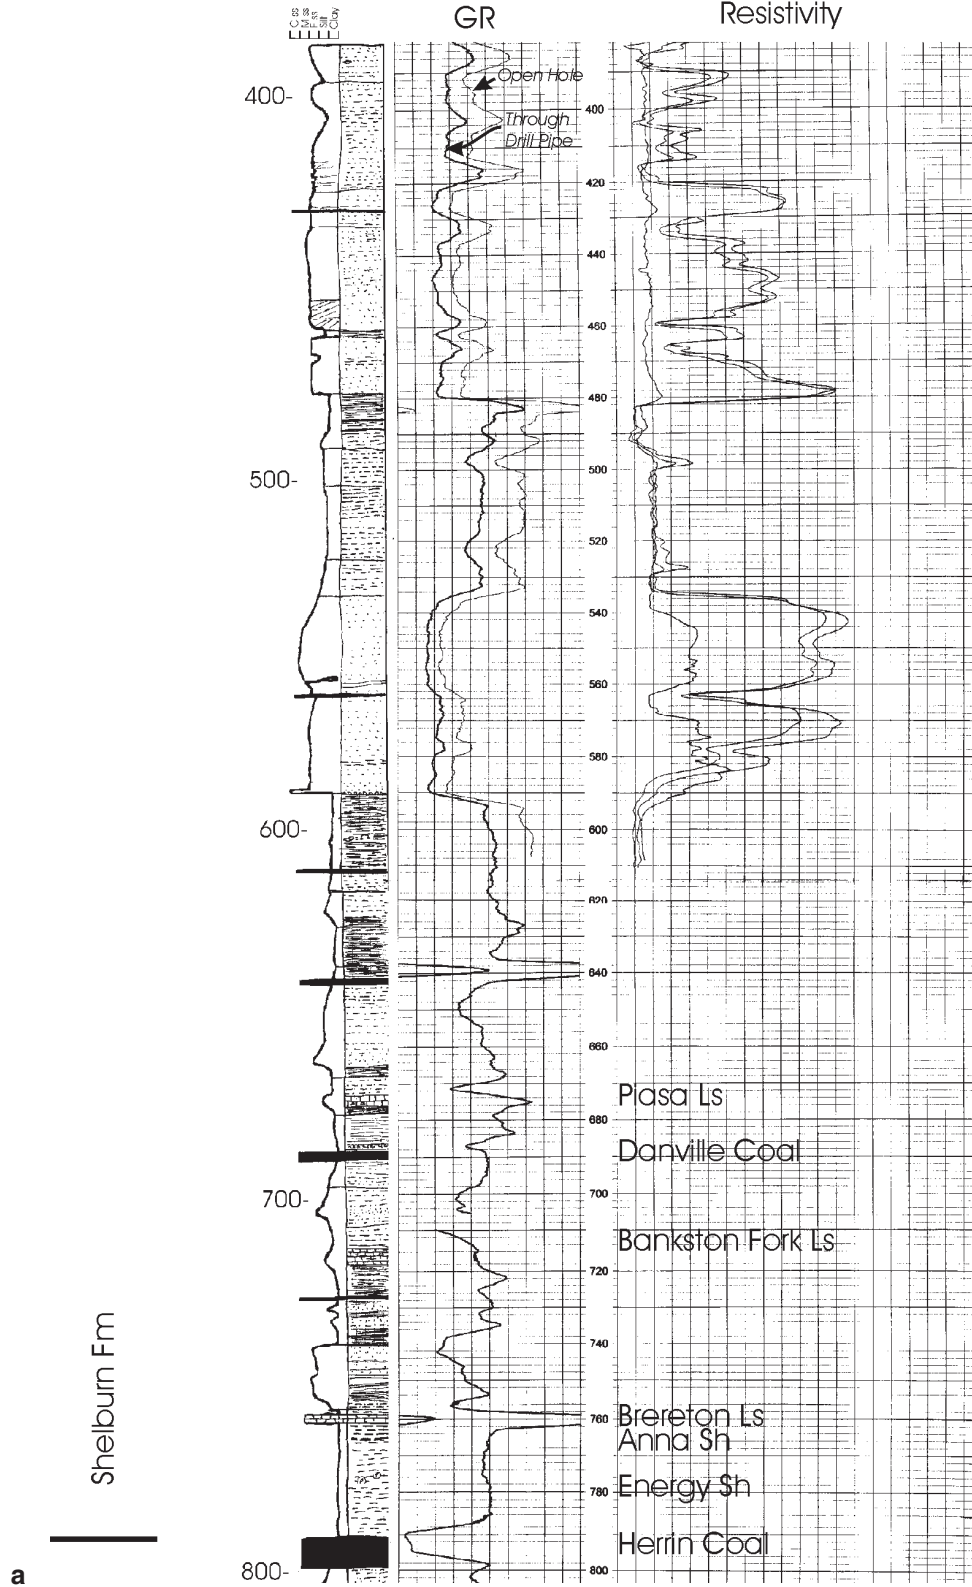 C ss
M ss
F ss
Silt
Clay
GR
Resistivity
Open Hole
Through
Drill Pipe
400-
500-
600-
700-
800-
400
420
440
460
480
500
520
540
560
580
600
620
640
660
680
700
720
740
760
780
800
Piasa Ls
Danville Coal
Bankston Fork Ls
Brereton Ls
Anna Sh
Energy Sh
Herrin Coal
Shelburn Fm
a